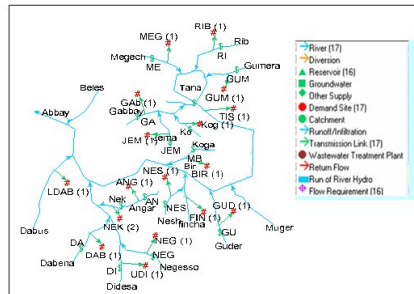 RIB (1)
MEG (1)
Megech
Rib
ME
RI
Gumera
GUM
Beles
Tana
GAb (1)
GUM (1)
Gabbay
TIS (1)
Abbay
GA
Kog (1)
Ko
JEM (1)
Jema
JEM
Koga
MB
NES (1)
Bir
BIR (1)
ANG (1)
LDAB (1)
Nek
AN
NES
GUD (1)
Angar
Nesh
fincha
FIN (1)
NEK (2)
Muger
Dabus
GU
DA
NEG (1)
Guder
DAB (1)
NEG
Dabena
DI
Negesso
UDI (1)
Didesa
River (17)
Diversion
Reservoir (16)
Groundwater
Other Supply
Demand Site (17)
Catchment
Runoff/Infiltration
Transmission Link (17)
Wastewater Treatment Plant
Return Flow
Run of River Hydro
Flow Requirement (16)